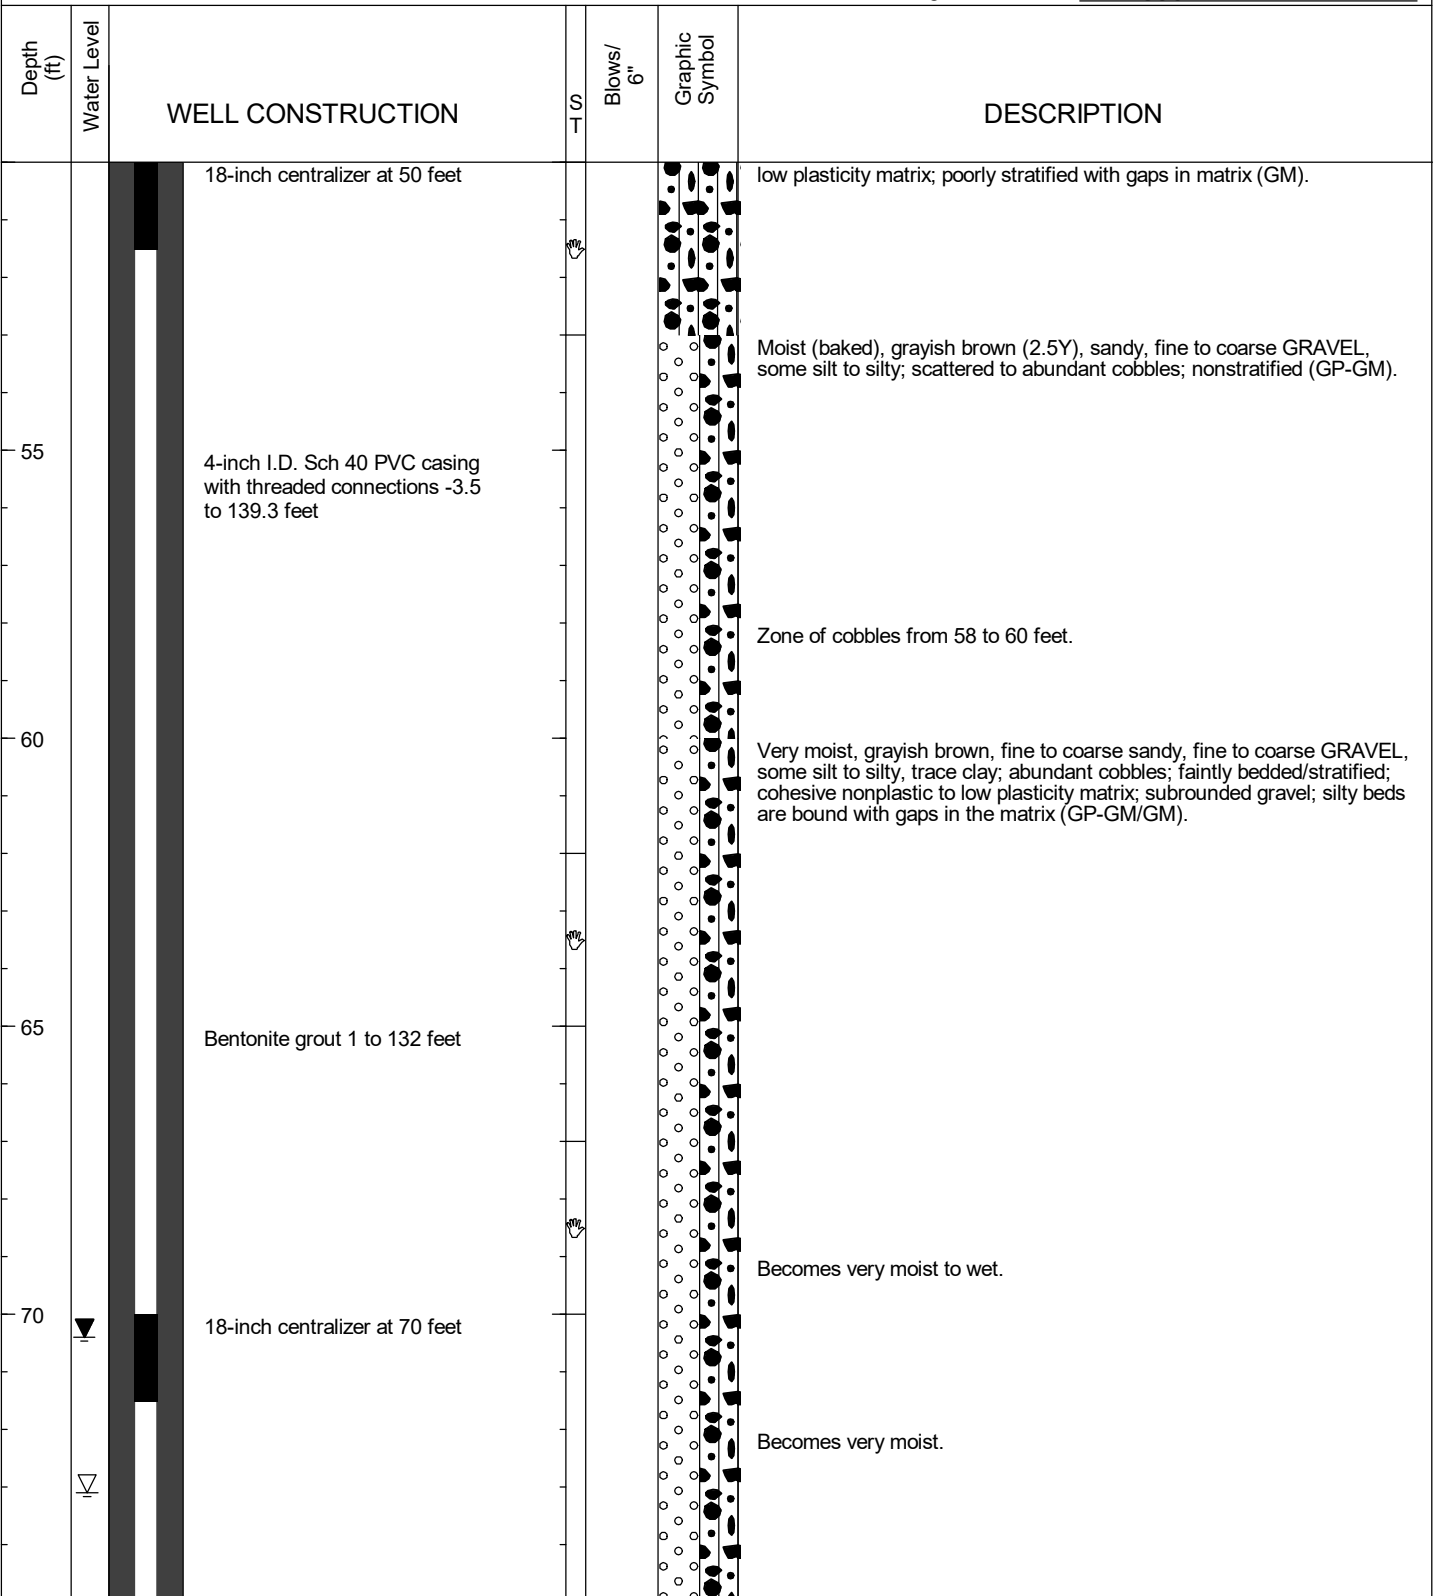 Depth
(ft)
Water Level
WELL CONSTRUCTION
S
T
Blows/
6"
Graphic
Symbol
DESCRIPTION
18-inch centralizer at 50 feet
low plasticity matrix; poorly stratified with gaps in matrix (GM).
Moist (baked), grayish brown (2.5Y), sandy, fine to coarse GRAVEL,
some silt to silty; scattered to abundant cobbles; nonstratified (GP-GM).
55
4-inch I.D. Sch 40 PVC casing
with threaded connections -3.5
to 139.3 feet
Zone of cobbles from 58 to 60 feet.
60
Very moist, grayish brown, fine to coarse sandy, fine to coarse GRAVEL,
some silt to silty, trace clay; abundant cobbles; faintly bedded/stratified;
cohesive nonplastic to low plasticity matrix; subrounded gravel; silty beds
are bound with gaps in the matrix (GP-GM/GM).
65
Bentonite grout 1 to 132 feet
Becomes very moist to wet.
70
18-inch centralizer at 70 feet
Becomes very moist.